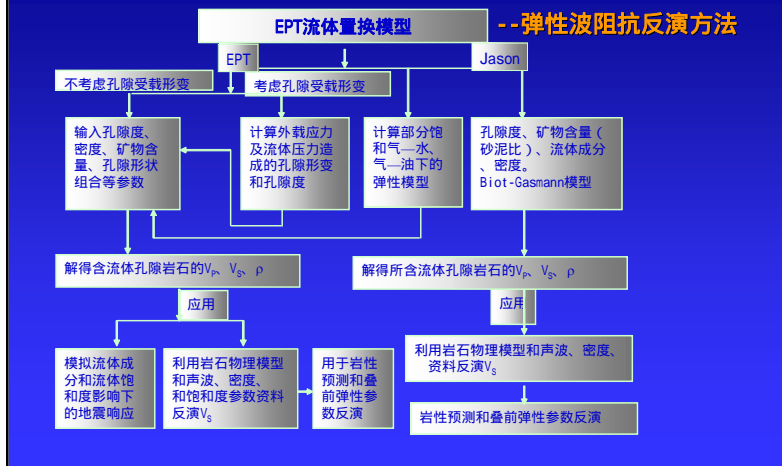 EPT流体量换模型
--弹性波阻抗反演方法
EPT
Jason
不考虑孔隙受载形变
考虑孔隙受载形变
输入孔隙度、
密度、矿物含
量、孔隙形状
组合等参数
计算外载应力
及流体压力造
成的孔隙形变
和孔隙度
计算部分饱
和气—水、
气—油下的
弹性模型
孔隙度、矿物含量（
砂泥比）、流体成分
、密度。
Biot-Gasmann模型
解得含流体孔隙岩石的VP、VS、ρ
解得所含流体孔隙岩石的VP、VS、ρ
应用
应用
模拟流体成
分和流体饱
和度影响下
的地震响应
利用岩石物理模型
和声波、密度、
和饱和度参数资料
反演VS
用于岩性
预测和叠
前弹性参
数反演
利用岩石物理模型和声波、密度、
资料反演VS
岩性预测和叠前弹性参数反演